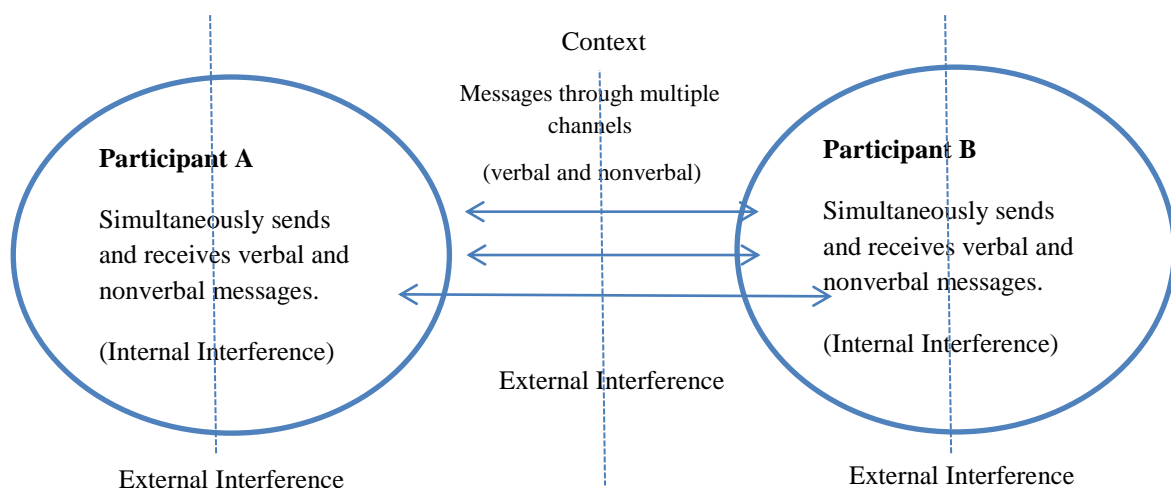 Context
Messages through multiple
channels
(verbal and nonverbal)
Participant A
Simultaneously sends
and receives verbal and
nonverbal messages.
(Internal Interference)
Participant B
Simultaneously sends
and receives verbal and
nonverbal messages.
(Internal Interference)
External Interference
External Interference
External Interference